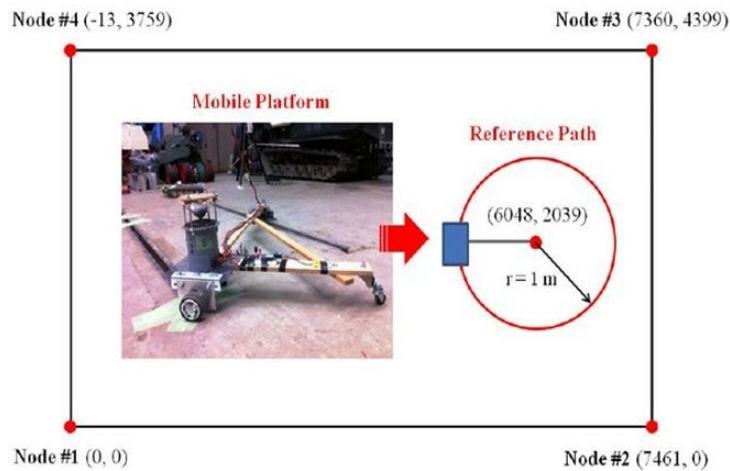 Node #4 (-13, 3759)
Node #3 (7360, 4399)
Mobile Platform
Reference Path
(6048, 2039)
r = 1 m
Node #1 (0, 0)
Node #2 (7461, 0)